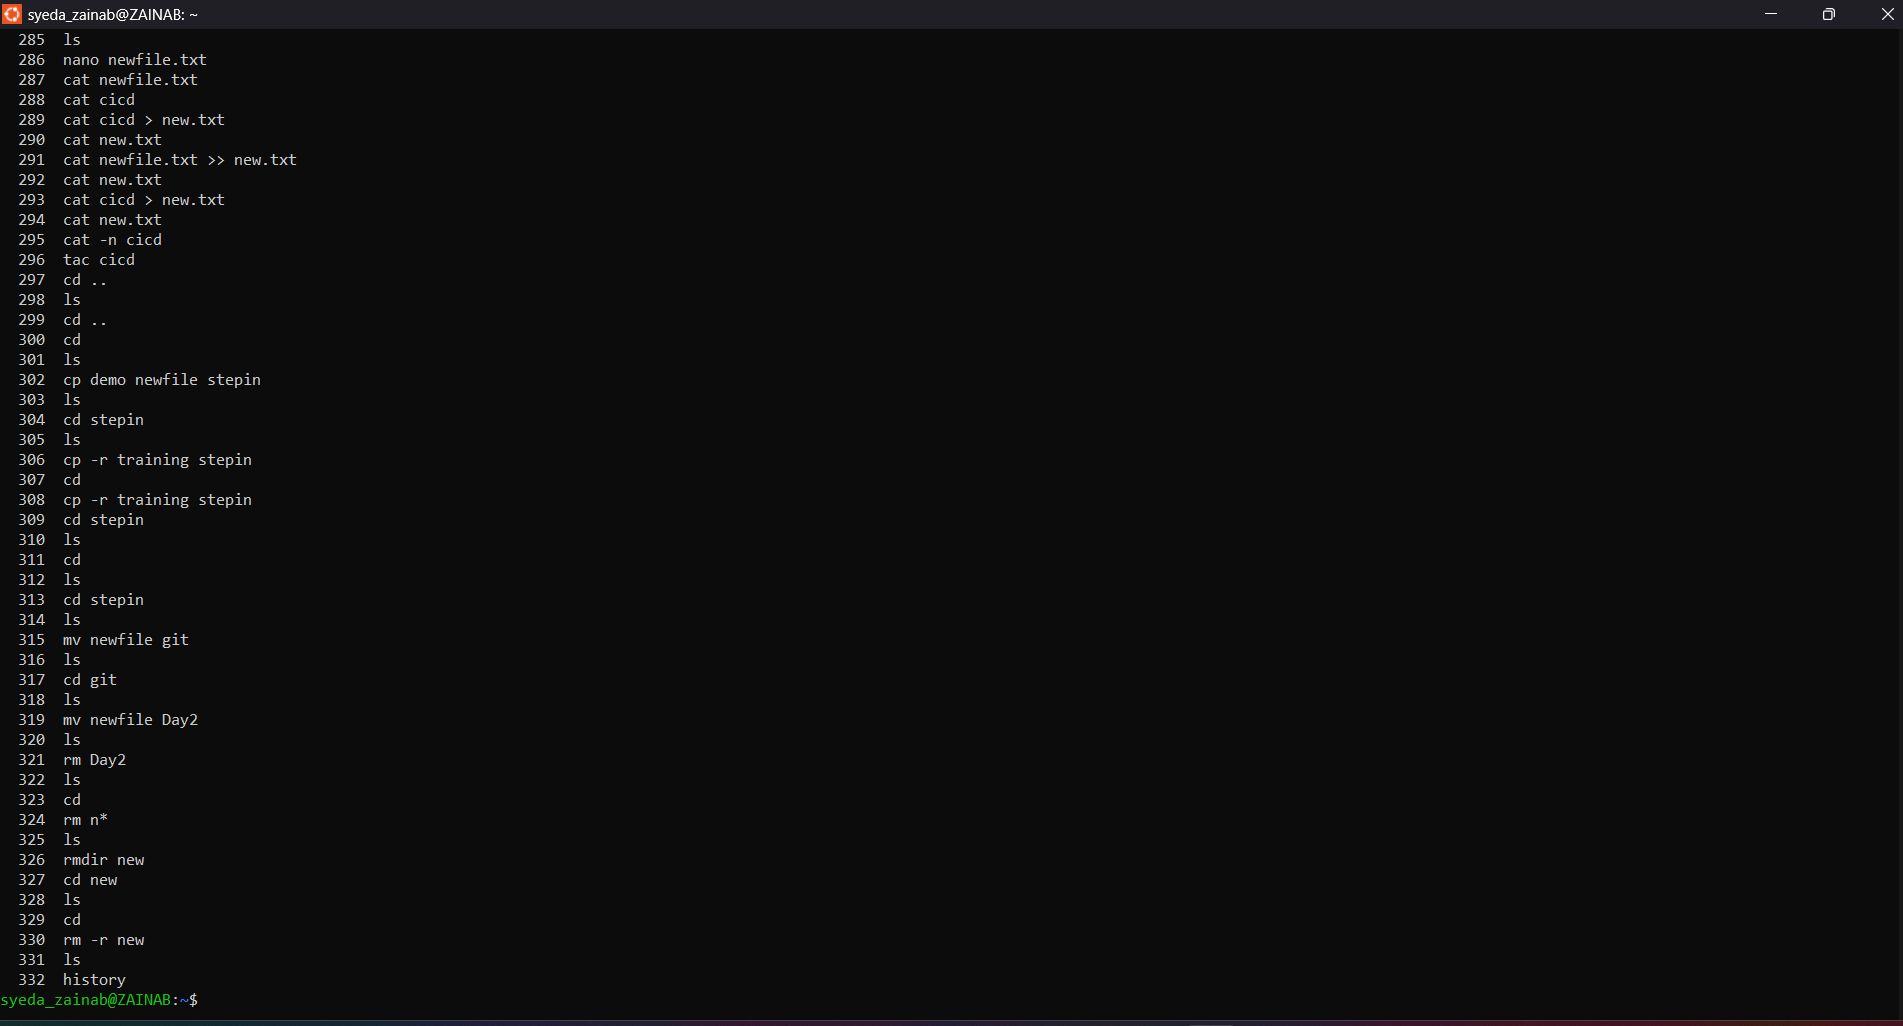 syeda_zainab@ZAINAB: ~
285 ls
286 nano newfile.txt
287 cat newfile.txt
288 cat cicd
289 cat cicd > new.txt
290 cat new.txt
291 cat newfile.txt >> new.txt
292 cat new.txt
293 cat cicd > new.txt
294 cat new.txt
295 cat -n cicd
296 tac cicd
297 cd ..
298 ls
299 cd ..
300 cd
301 ls
302 cp demo newfile stepin
303 ls
304 cd stepin
305 ls
306 cp -r training stepin
307 cd
308 cp -r training stepin
309 cd stepin
310 ls
311 cd
312 ls
313 cd stepin
314 ls
315 mv newfile git
316 ls
317 cd git
318 ls
319 mv newfile Day2
320 ls
321 rm Day2
322 ls
323 cd
324 rm n*
325 ls
326 rmdir new
327 cd new
328 ls
329 cd
330 rm -r new
331 ls
332 history
syeda_zainab@ZAINAB:~$